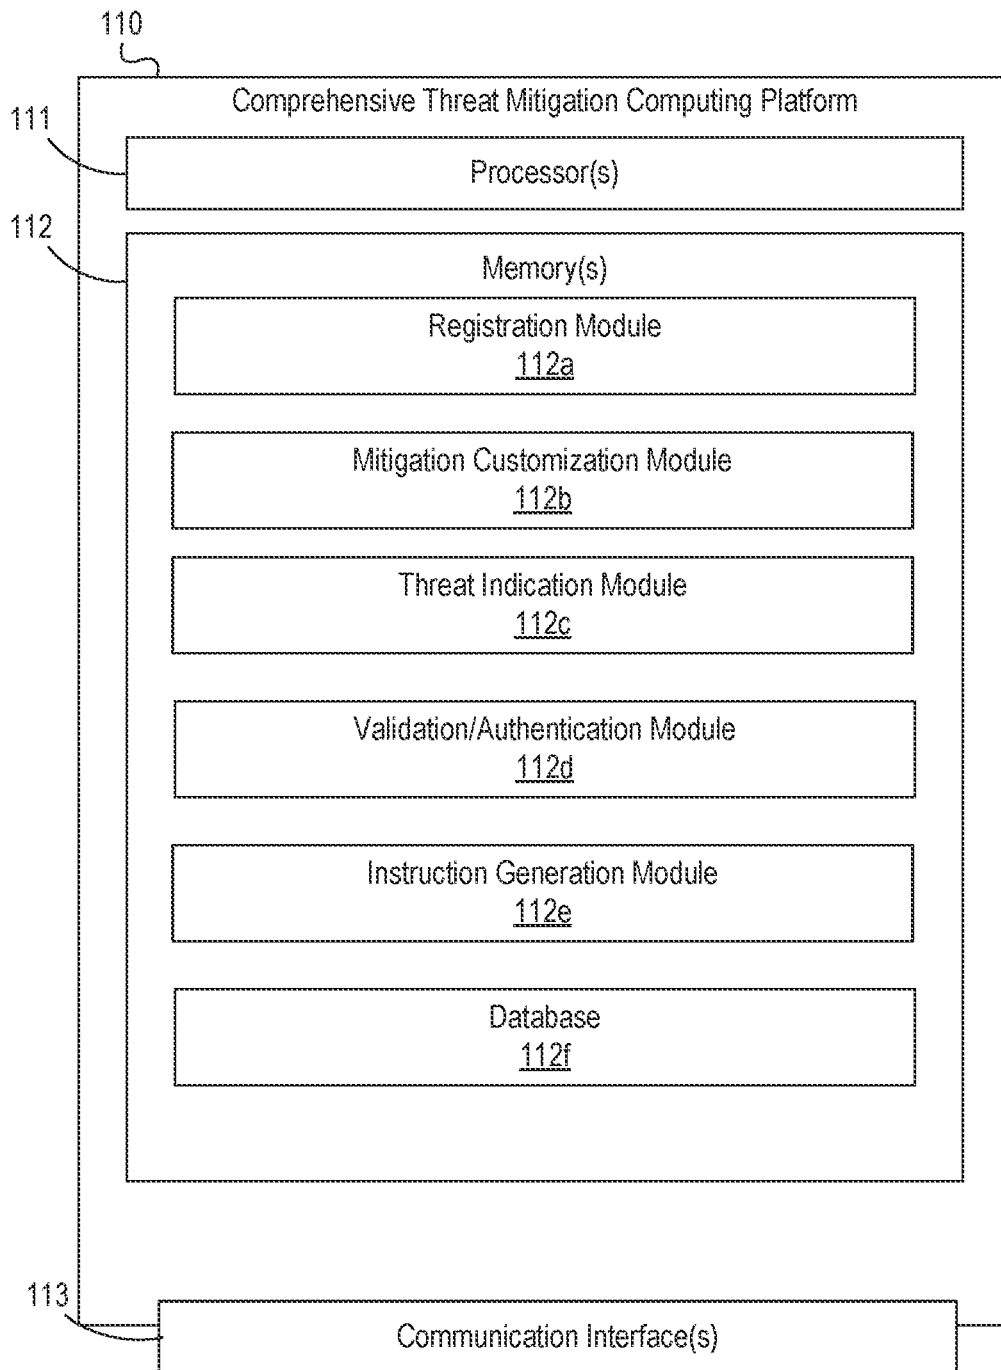 110
Comprehensive Threat Mitigation Computing Platform
111
Processor(s)
112
Memory(s)
Registration Module
112a
Mitigation Customization Module
112b
Threat Indication Module
112c
Validation/Authentication Module
112d
Instruction Generation Module
112e
Database
112f
113
Communication Interface(s)